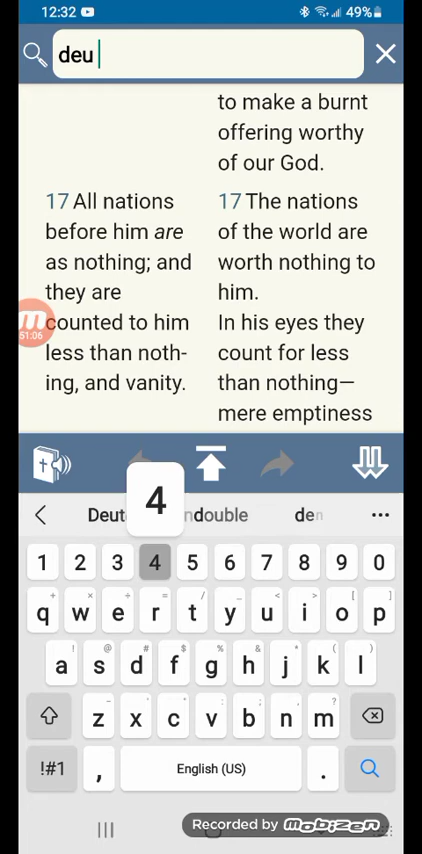 12:32 49%
deu
to make a burnt
offering worthy
of our God.
17 All nations
before him are
as nothing; and
they are
counted to him
less than noth-
ing, and vanity.
17 The nations
of the world are
worth nothing to
him.
In his eyes they
count for less
than nothing—
mere emptiness
m
51:06
4
Deut ndouble den ...
1 2 3 4 5 6 7 8 9 0
+ × ÷ = / _ < > [ ]
q w e r t y u i o p
! @ # $ % & * ( )
a s d f g h j k l
- ' " : ; , ?
z x c v b n m
!#1 , English (US) .
Recorded by mobizen